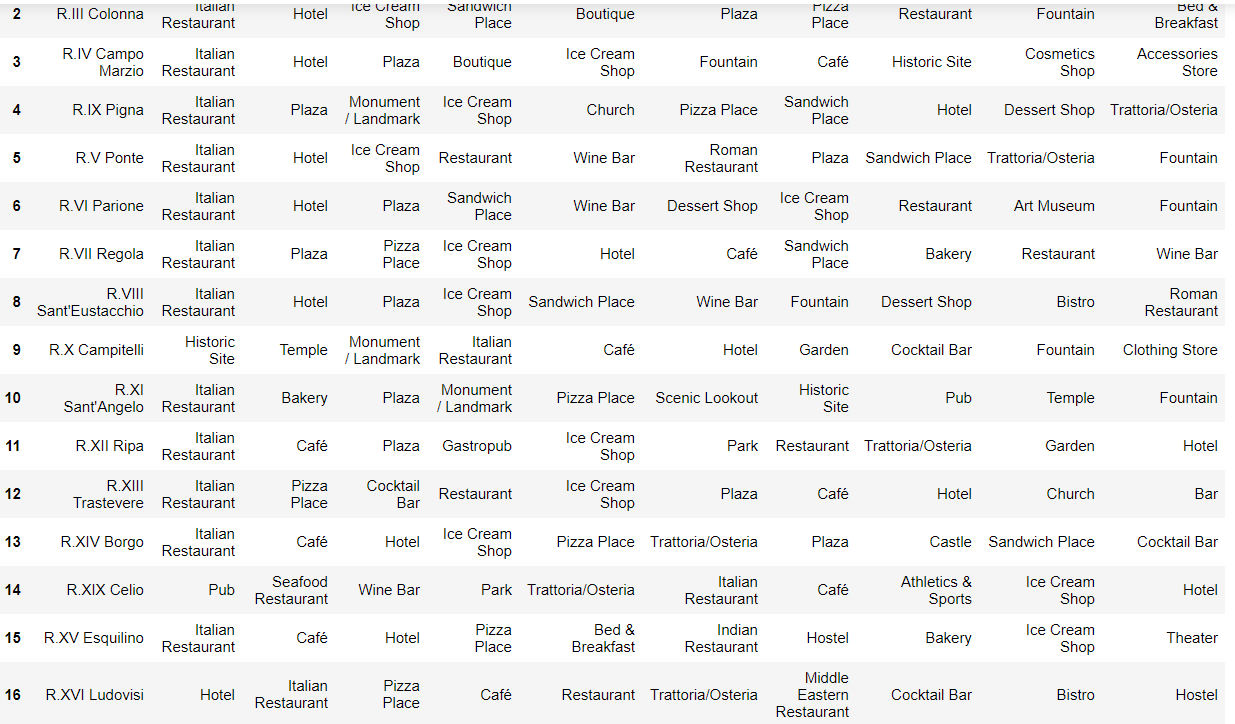 2 R.III Colonna Italian Restaurant Hotel Ice Cream Shop Sandwich Place Boutique Plaza Pizza Place Restaurant Fountain Bed & Breakfast
3 R.IV Campo Marzio Italian Restaurant Hotel Plaza Boutique Ice Cream Shop Fountain Café Historic Site Cosmetics Shop Accessories Store
4 R.IX Pigna Italian Restaurant Plaza Monument / Landmark Ice Cream Shop Church Pizza Place Sandwich Place Hotel Dessert Shop Trattoria/Osteria
5 R.V Ponte Italian Restaurant Hotel Ice Cream Shop Restaurant Wine Bar Roman Restaurant Plaza Sandwich Place Trattoria/Osteria Fountain
6 R.VI Parione Italian Restaurant Hotel Plaza Sandwich Place Wine Bar Dessert Shop Ice Cream Shop Restaurant Art Museum Fountain
7 R.VII Regola Italian Restaurant Plaza Pizza Place Ice Cream Shop Hotel Café Sandwich Place Bakery Restaurant Wine Bar
8 R.VIII Sant'Eustacchio Italian Restaurant Hotel Plaza Ice Cream Shop Sandwich Place Wine Bar Fountain Dessert Shop Bistro Roman Restaurant
9 R.X Campitelli Historic Site Temple Monument / Landmark Italian Restaurant Café Hotel Garden Cocktail Bar Fountain Clothing Store
10 R.XI Sant'Angelo Italian Restaurant Bakery Plaza Monument / Landmark Pizza Place Scenic Lookout Historic Site Pub Temple Fountain
11 R.XII Ripa Italian Restaurant Café Plaza Gastropub Ice Cream Shop Park Restaurant Trattoria/Osteria Garden Hotel
12 R.XIII Trastevere Italian Restaurant Pizza Place Cocktail Bar Restaurant Ice Cream Shop Plaza Café Hotel Church Bar
13 R.XIV Borgo Italian Restaurant Café Hotel Ice Cream Shop Pizza Place Trattoria/Osteria Plaza Castle Sandwich Place Cocktail Bar
14 R.XIX Celio Pub Seafood Restaurant Wine Bar Park Trattoria/Osteria Italian Restaurant Café Athletics & Sports Ice Cream Shop Hotel
15 R.XV Esquilino Italian Restaurant Café Hotel Pizza Place Bed & Breakfast Indian Restaurant Hostel Bakery Ice Cream Shop Theater
16 R.XVI Ludovisi Hotel Italian Restaurant Pizza Place Café Restaurant Trattoria/Osteria Middle Eastern Restaurant Cocktail Bar Bistro Hostel